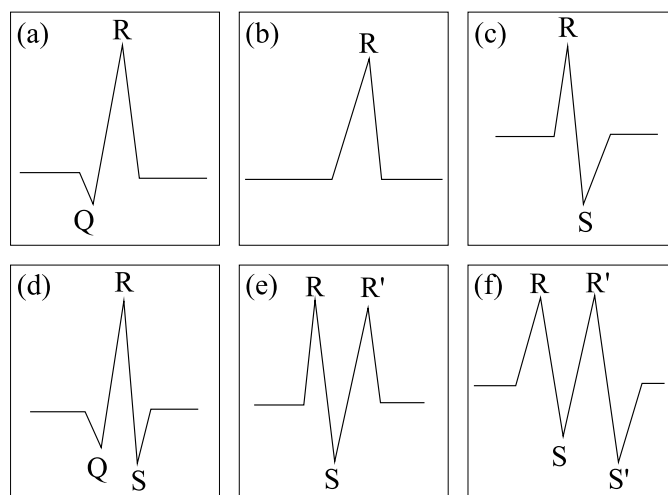 (a) R
Q
(b) R
(c) R
S
(d) R
Q S
(e) R R'
S
(f) R R'
S S'